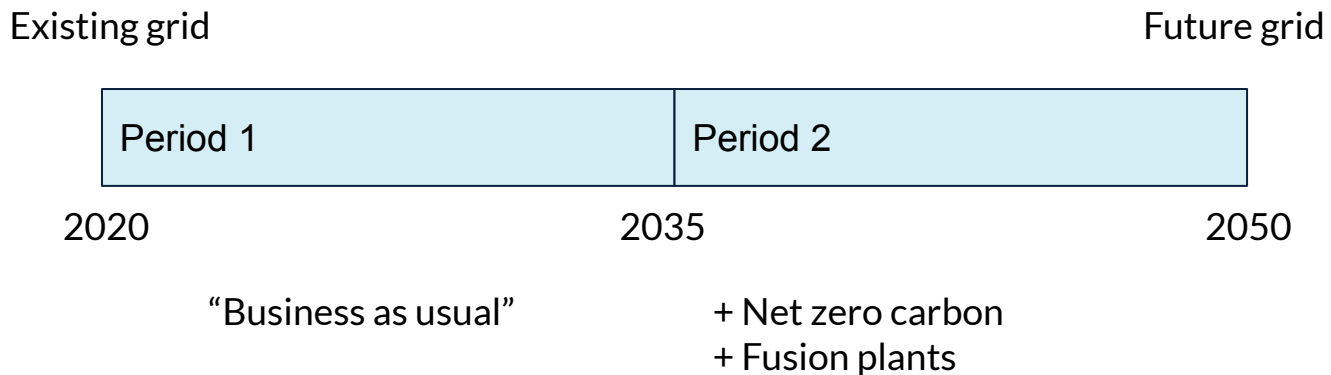 Existing grid
Future grid
Period 1
Period 2
2020
2035
2050
“Business as usual”
+ Net zero carbon
+ Fusion plants